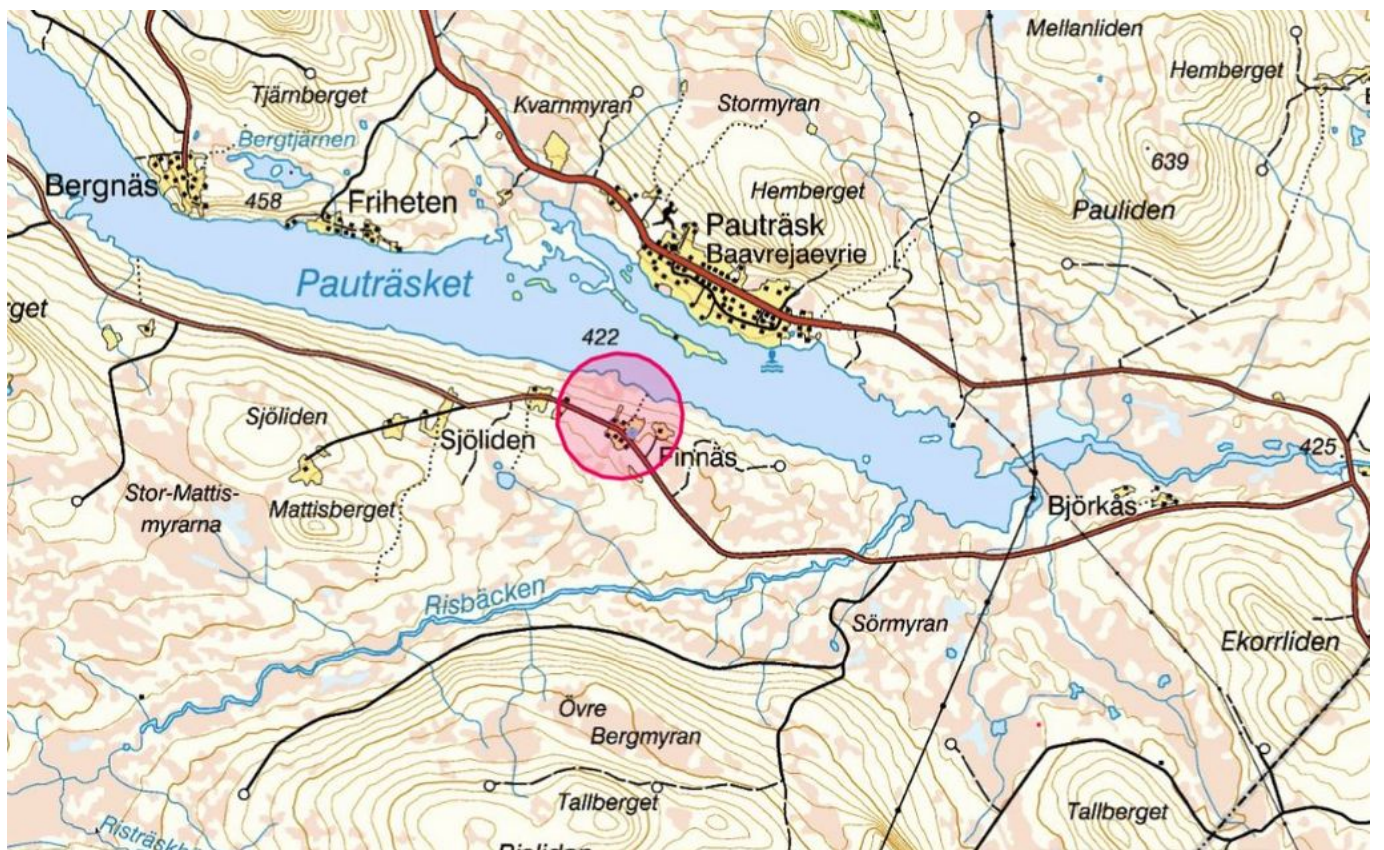 Mellanliden
Hemberget
Tjärnberget
Kvarnmyran
Stormyran
Bergtjärnen
639
Bergnäs
458
Friheten
Hemberget
Pauliden
Pauträsk
Baavrejaevrie
Pauträsket
get
422
Sjöliden
Sjöliden
Finnäs
425
Stor-Mattis-
myrarna
Mattisberget
Björkås
Risbäcken
Sörmyran
Ekorrliden
Övre
Bergmyran
Tallberget
Tallberget